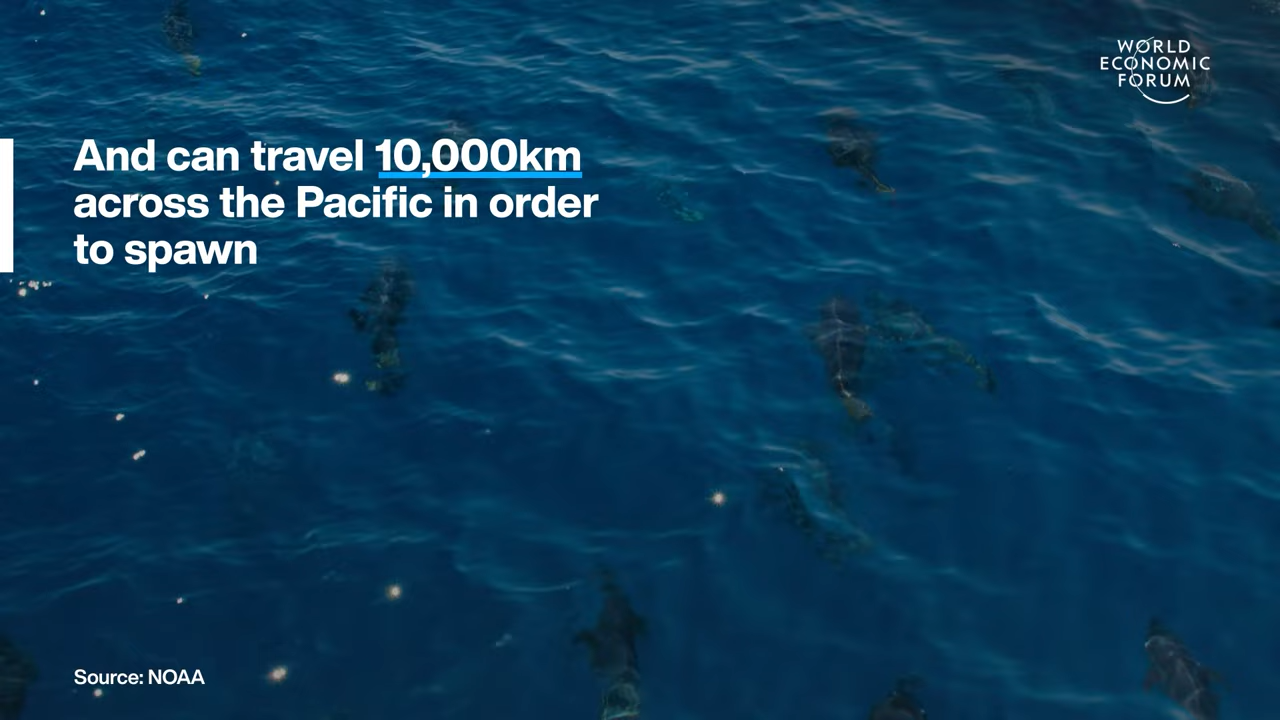 WORLD
ECONOMIC
FORUM
And can travel 10,000km
across the Pacific in order
to spawn
Source: NOAA